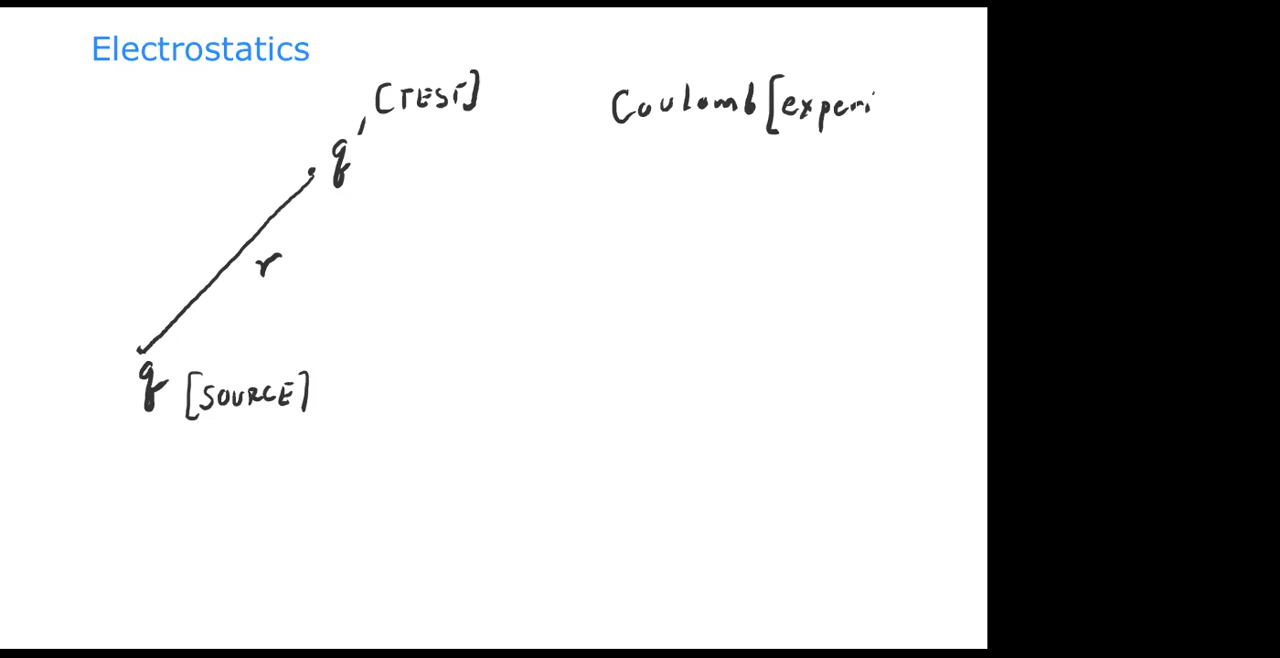 Electrostatics
[TEST]
Coulomb [experi
q'
r
q [SOURCE]